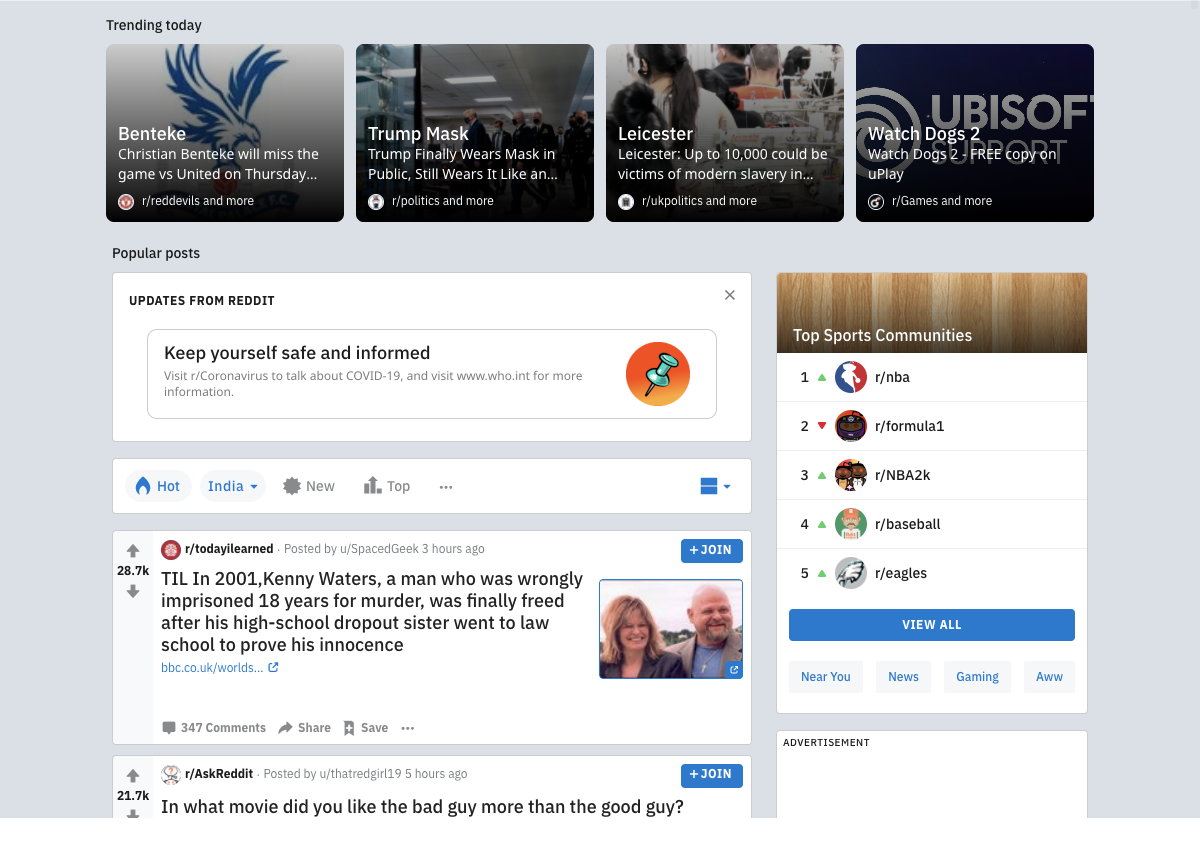 Trending today
UBISOFT
SUPPORT
Benteke
Christian Benteke will miss the
game vs United on Thursday...
r/reddevils and more
Trump Mask
Trump Finally Wears Mask in
Public, Still Wears It Like an...
r/politics and more
Leicester
Leicester: Up to 10,000 could be
victims of modern slavery in...
r/ukpolitics and more
Watch Dogs 2
Watch Dogs 2 - FREE copy on
uPlay
r/Games and more
Popular posts
UPDATES FROM REDDIT
Keep yourself safe and informed
Visit r/Coronavirus to talk about COVID-19, and visit www.who.int for more
information.
Hot
India
New
Top
r/todayilearned · Posted by u/SpacedGeek 3 hours ago
+ JOIN
28.7k
TIL In 2001,Kenny Waters, a man who was wrongly
imprisoned 18 years for murder, was finally freed
after his high-school dropout sister went to law
school to prove his innocence
bbc.co.uk/worlds...
347 Comments
Share
Save
r/AskReddit · Posted by u/thatredgirl19 5 hours ago
+ JOIN
21.7k
In what movie did you like the bad guy more than the good guy?
Top Sports Communities
1 r/nba
2 r/formula1
3 r/NBA2k
4 r/baseball
5 r/eagles
VIEW ALL
Near You
News
Gaming
Aww
ADVERTISEMENT